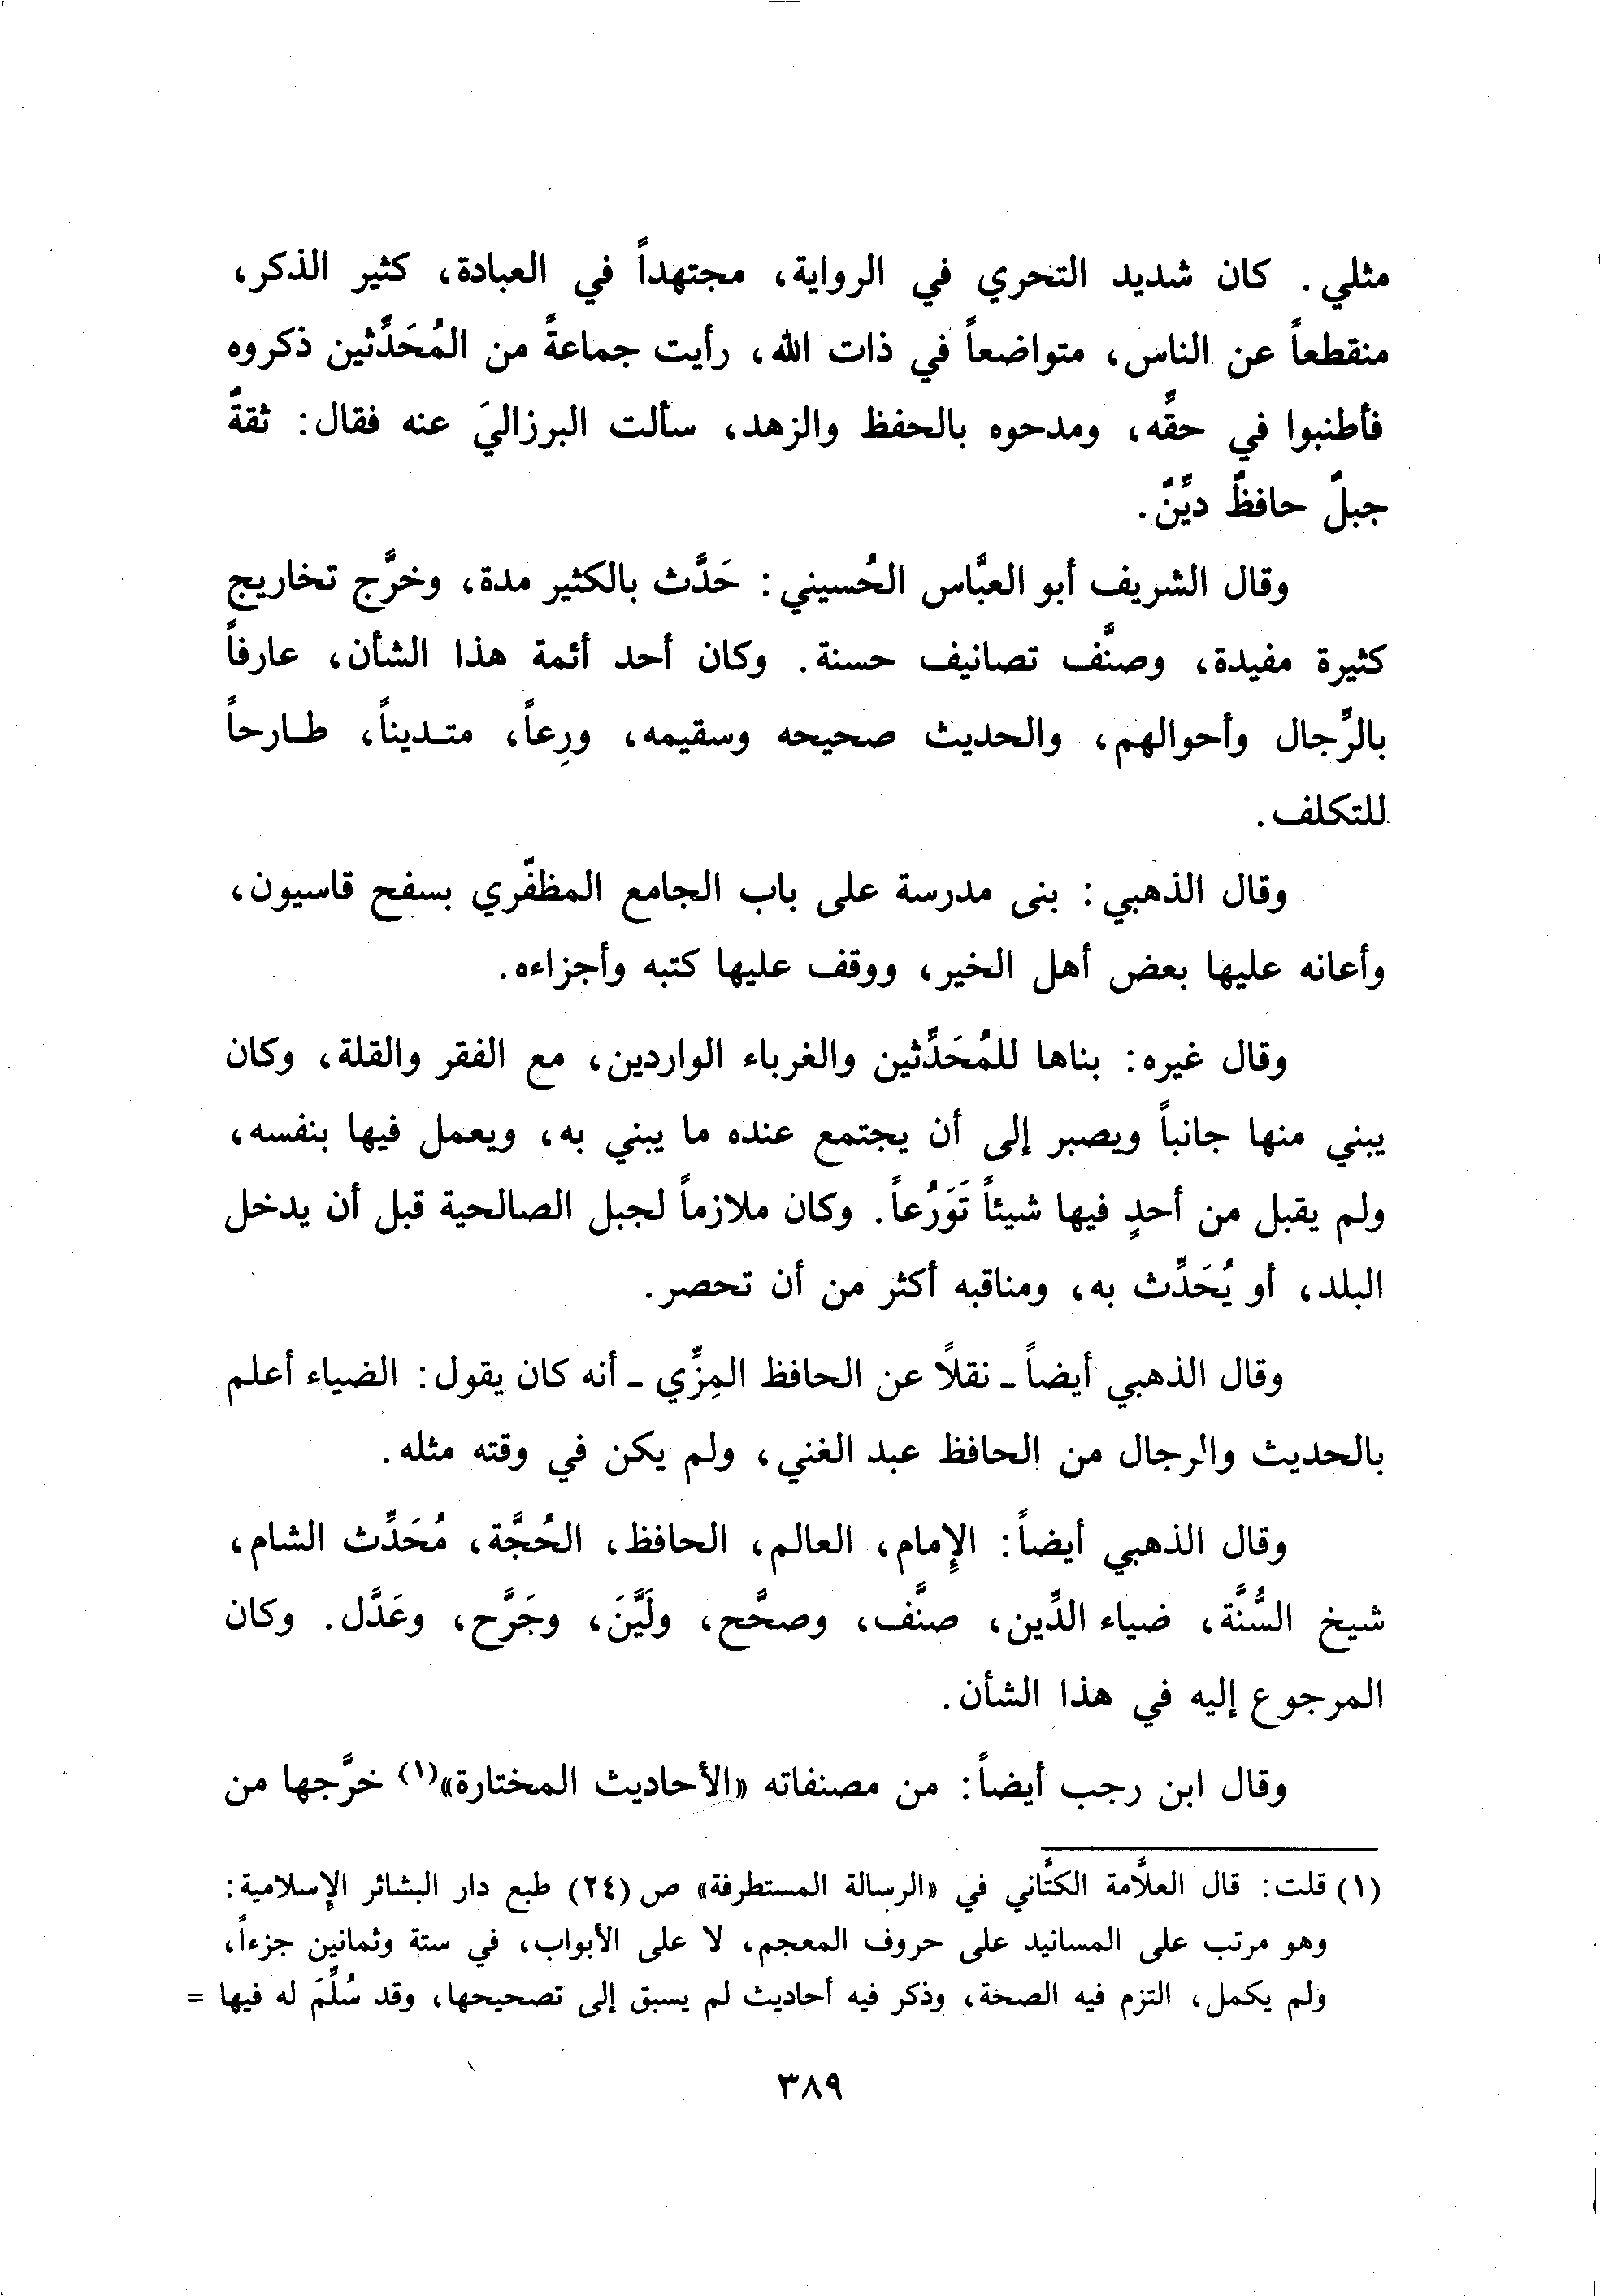 مثلي. كان شديد التحري في الرواية، مجتهداً في العبادة، كثير الذكر،
منقطعاً عن الناس، متواضعاً في ذات الله، رأيت جماعةً من المُحَدِّثين ذكروه
فأطنبوا في حقِّه، ومدحوه بالحفظ والزهد، سألت البرزاليَ عنه فقال: ثقةٌ
جبلٌ حافظٌ ديِّنٌ.
وقال الشريف أبو العبَّاس الحُسيني: حَدَّث بالكثير مدة، وخرَّج تخاريج
كثيرة مفيدة، وصنَّف تصانيف حسنة. وكان أحد أئمة هذا الشأن، عارفاً
بالرِّجال وأحوالهم، والحديث صحيحه وسقيمه، ورِعاً، متـديناً، طـارحاً
للتكلف.
وقال الذهبي: بنى مدرسة على باب الجامع المظفّري بسفح قاسيون،
وأعانه عليها بعض أهل الخير، ووقف عليها كتبه وأجزاءه.
وقال غيره: بناها للمُحَدِّثين والغرباء الواردين، مع الفقر والقلة، وكان
يبني منها جانباً ويصبر إلى أن يجتمع عنده ما يبني به، ويعمل فيها بنفسه،
ولم يقبل من أحدٍ فيها شيئاً تَوَرُعاً. وكان ملازماً لجبل الصالحية قبل أن يدخل
البلد، أو يُحَدِّث به، ومناقبه أكثر من أن تحصر.
وقال الذهبي أيضاً ـ نقلًا عن الحافظ المِزِّي ـ أنه كان يقول: الضياء أعلم
بالحديث والرجال من الحافظ عبد الغني، ولم يكن في وقته مثله.
وقال الذهبي أيضاً: الإِمام، العالم، الحافظ، الحُجَّة، مُحَدِّث الشام،
شيخ السُّنَّة، ضياء الدِّين، صنَّف، وصحَّح، ولَيَّنَ، وجَرَّح، وعَدَّل. وكان
المرجوع إليه في هذا الشأن.
وقال ابن رجب أيضاً: من مصنفاته «الأحاديث المختارة»(١) خرَّجها من
(١) قلت: قال العلَّامة الكتَّاني في «الرسالة المستطرفة» ص (٢٤) طبع دار البشائر الإِسلامية:
وهو مرتب على المسانيد على حروف المعجم، لا على الأبواب، في ستة وثمانين جزءاً،
ولم يكمل، التزم فيه الصحة، وذكر فيه أحاديث لم يسبق إلى تصحيحها، وقد سُلِّمَ له فيها =
٣٨٩